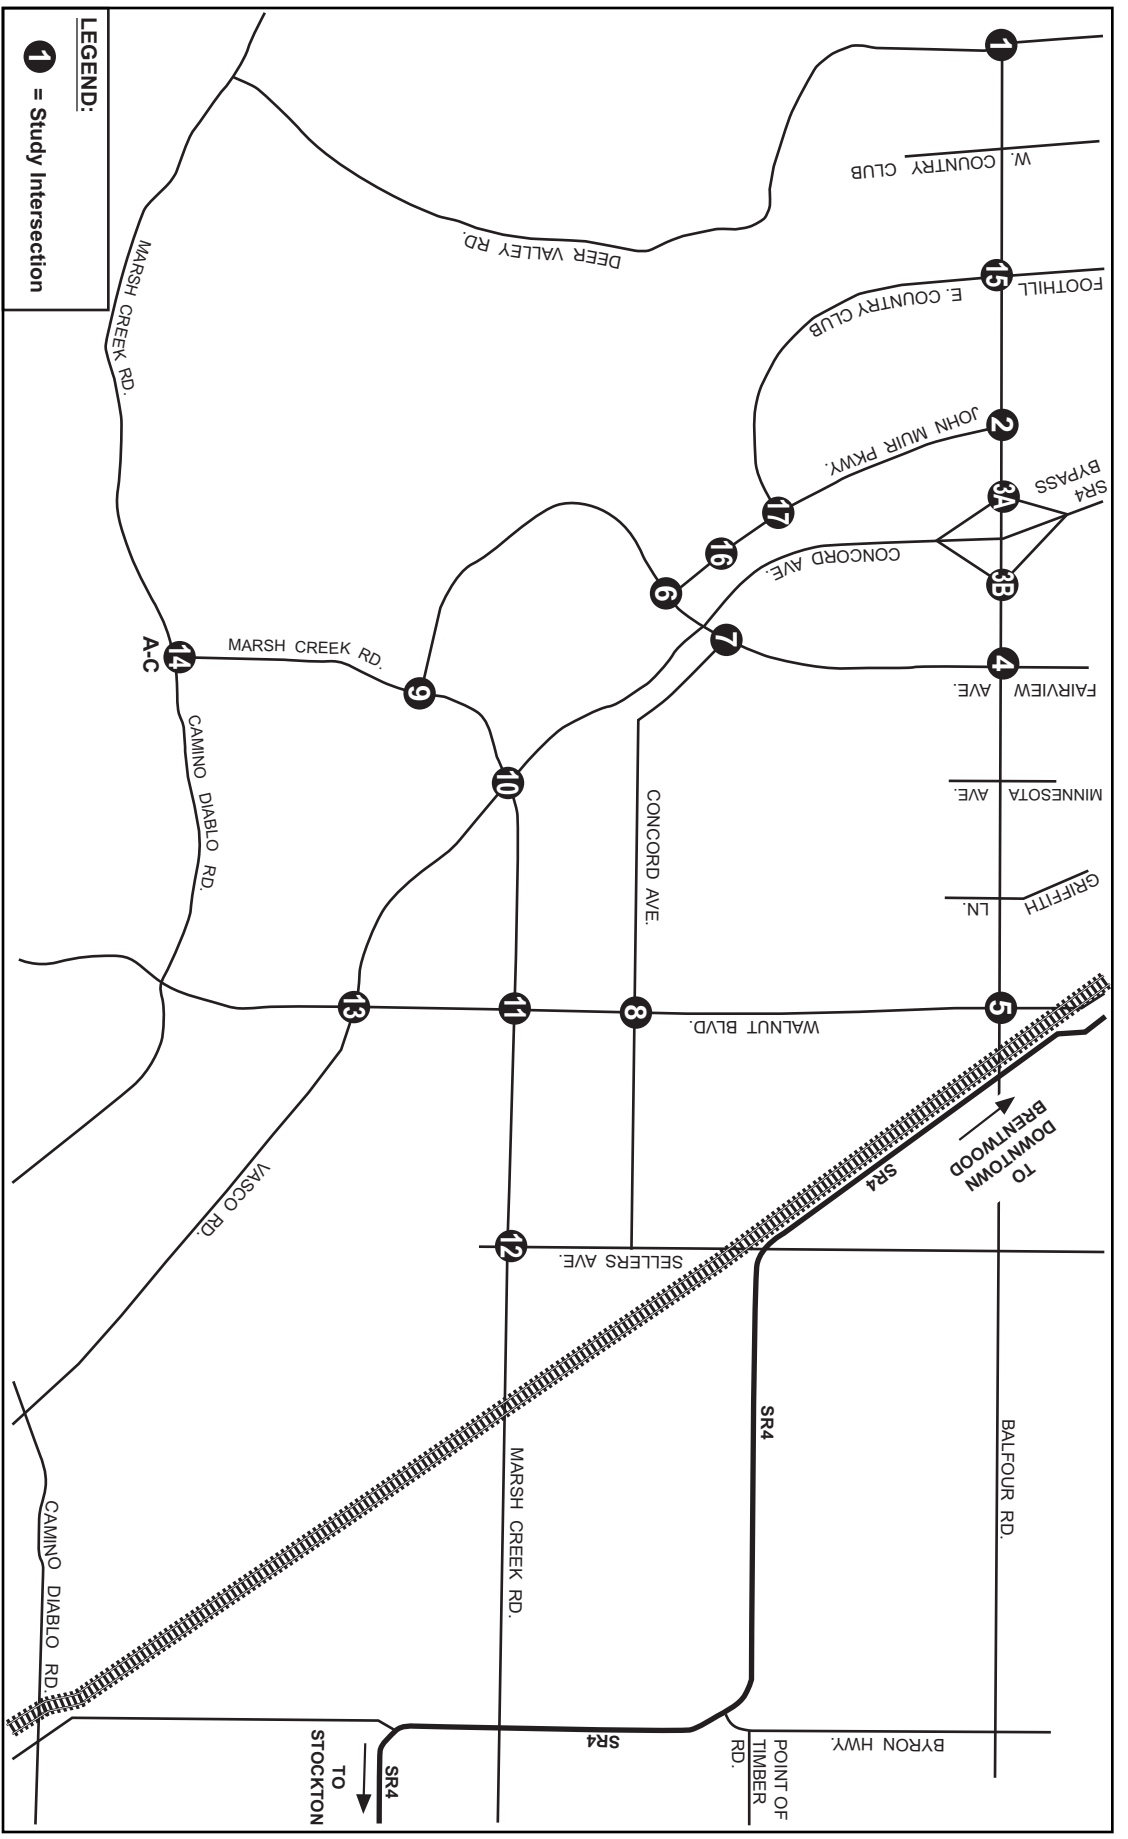 LEGEND:
1 = Study Intersection
1
W. COUNTRY CLUB
15
FOOTHILL
E. COUNTRY CLUB
DEER VALLEY RD.
MARSH CREEK RD.
2
JOHN MUIR PKWY.
3A
SR4
BYPASS
3B
17
16
CONCORD AVE.
6
7
4
FAIRVIEW AVE.
14
A-C
MARSH CREEK RD.
9
10
CAMINO DIABLO RD.
CONCORD AVE.
MINNESOTA AVE.
GRIFFITH LN.
5
WALNUT BLVD.
8
11
13
TO
DOWNTOWN
BRENTWOOD
SR4
VASCO RD.
12
SELLERS AVE.
SR4
BALFOUR RD.
MARSH CREEK RD.
CAMINO DIABLO RD.
SR4
BYRON HWY.
POINT OF
TIMBER
RD.
SR4
TO
STOCKTON